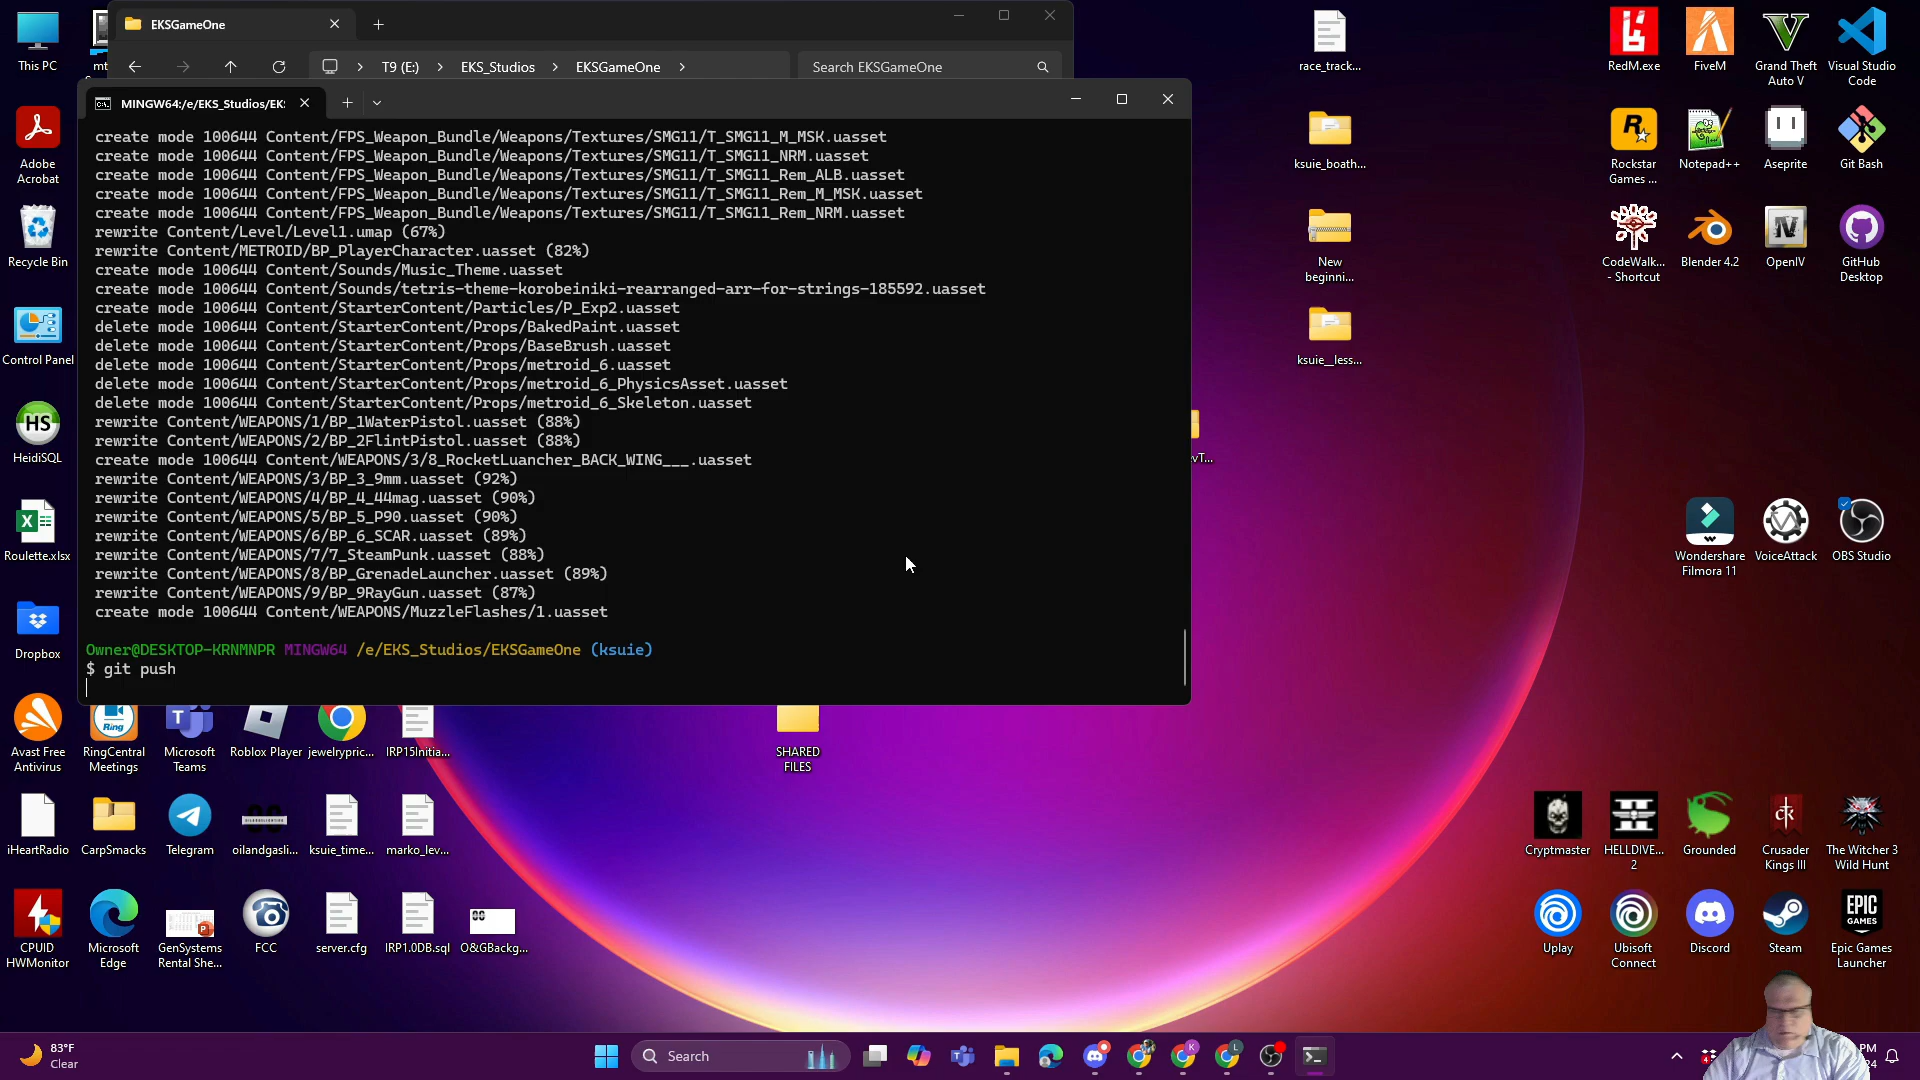 This PC
mt
EKSGameOne
T9 (E:)
EKS_Studios
EKSGameOne
Search EKSGameOne
MINGW64:/e/EKS_Studios/EK
create mode 100644 Content/FPS_Weapon_Bundle/Weapons/Textures/SMG11/T_SMG11_M_MSK.uasset
create mode 100644 Content/FPS_Weapon_Bundle/Weapons/Textures/SMG11/T_SMG11_NRM.uasset
create mode 100644 Content/FPS_Weapon_Bundle/Weapons/Textures/SMG11/T_SMG11_Rem_ALB.uasset
create mode 100644 Content/FPS_Weapon_Bundle/Weapons/Textures/SMG11/T_SMG11_Rem_M_MSK.uasset
create mode 100644 Content/FPS_Weapon_Bundle/Weapons/Textures/SMG11/T_SMG11_Rem_NRM.uasset
rewrite Content/Level/Level1.umap (67%)
rewrite Content/METROID/BP_PlayerCharacter.uasset (82%)
create mode 100644 Content/Sounds/Music_Theme.uasset
create mode 100644 Content/Sounds/tetris-theme-korobeiniki-rearranged-arr-for-strings-185592.uasset
create mode 100644 Content/StarterContent/Particles/P_Exp2.uasset
delete mode 100644 Content/StarterContent/Props/BakedPaint.uasset
delete mode 100644 Content/StarterContent/Props/BaseBrush.uasset
delete mode 100644 Content/StarterContent/Props/metroid_6.uasset
delete mode 100644 Content/StarterContent/Props/metroid_6_PhysicsAsset.uasset
delete mode 100644 Content/StarterContent/Props/metroid_6_Skeleton.uasset
rewrite Content/WEAPONS/1/BP_1WaterPistol.uasset (88%)
rewrite Content/WEAPONS/2/BP_2FlintPistol.uasset (88%)
create mode 100644 Content/WEAPONS/3/8_RocketLuancher_BACK_WING___.uasset
rewrite Content/WEAPONS/3/BP_3_9mm.uasset (92%)
rewrite Content/WEAPONS/4/BP_4_44mag.uasset (90%)
rewrite Content/WEAPONS/5/BP_5_P90.uasset (90%)
rewrite Content/WEAPONS/6/BP_6_SCAR.uasset (89%)
rewrite Content/WEAPONS/7/7_SteamPunk.uasset (88%)
rewrite Content/WEAPONS/8/BP_GrenadeLauncher.uasset (89%)
rewrite Content/WEAPONS/9/BP_9RayGun.uasset (87%)
create mode 100644 Content/WEAPONS/MuzzleFlashes/1.uasset
Owner@DESKTOP-KRNMNPR MINGW64 /e/EKS_Studios/EKSGameOne (ksuie)
$ git push
Adobe
Acrobat
Recycle Bin
Control Panel
HS
HeidiSQL
Roulette.xlsx
Dropbox
Avast Free
Antivirus
Ring
RingCentral
Meetings
Microsoft
Teams
Roblox Player
jewelrypric...
IRP15Initia...
SHARED
FILES
iHeartRadio
CarpSmacks
Telegram
oilandgasli...
ksuie_time...
marko_lev...
CPUID
HWMonitor
Microsoft
Edge
GenSystems
Rental She...
FCC
server.cfg
IRP1.0DB.sql
O&GBackg...
race_track...
ksuie_boath...
New
beginni...
ksuie__less...
vT...
RedM.exe
FiveM
Grand Theft
Auto V
Visual Studio
Code
Rockstar
Games ...
Notepad++
Aseprite
Git Bash
CodeWalk...
- Shortcut
Blender 4.2
OpenIV
GitHub
Desktop
Wondershare
Filmora 11
VoiceAttack
OBS Studio
Cryptmaster
HELLDIVE...
2
Grounded
Crusader
Kings III
The Witcher 3
Wild Hunt
Uplay
Ubisoft
Connect
Discord
Steam
EPIC
GAMES
Epic Games
Launcher
83°F
Clear
Search
PM
24